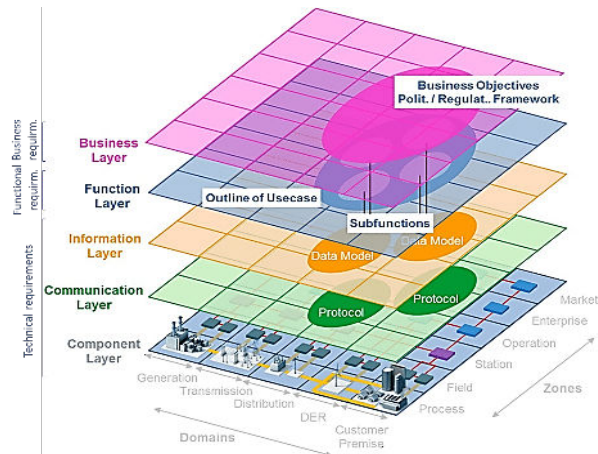 Business Objectives
Polit. / Regulat.. Framework
Business
requirm.
Business
Layer
Functional
requirm.
Function
Layer
Outline of Usecase
Subfunctions
Technical requirements
Information
Layer
Data Model
Data Model
Communication
Layer
Protocol
Protocol
Component
Layer
Market
Enterprise
Operation
Station
Field
Process
Zones
Generation
Transmission
Distribution
DER
Customer
Premise
Domains